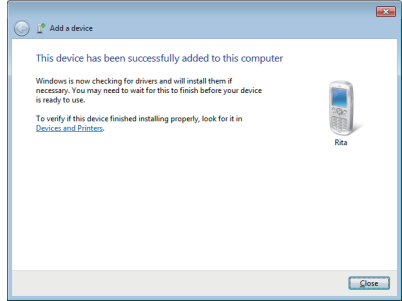 Add a device
This device has been successfully added to this computer
Windows is now checking for drivers and will install them if
necessary. You may need to wait for this to finish before your device
is ready to use.
To verify if this device finished installing properly, look for it in
Devices and Printers.
Rita
Close